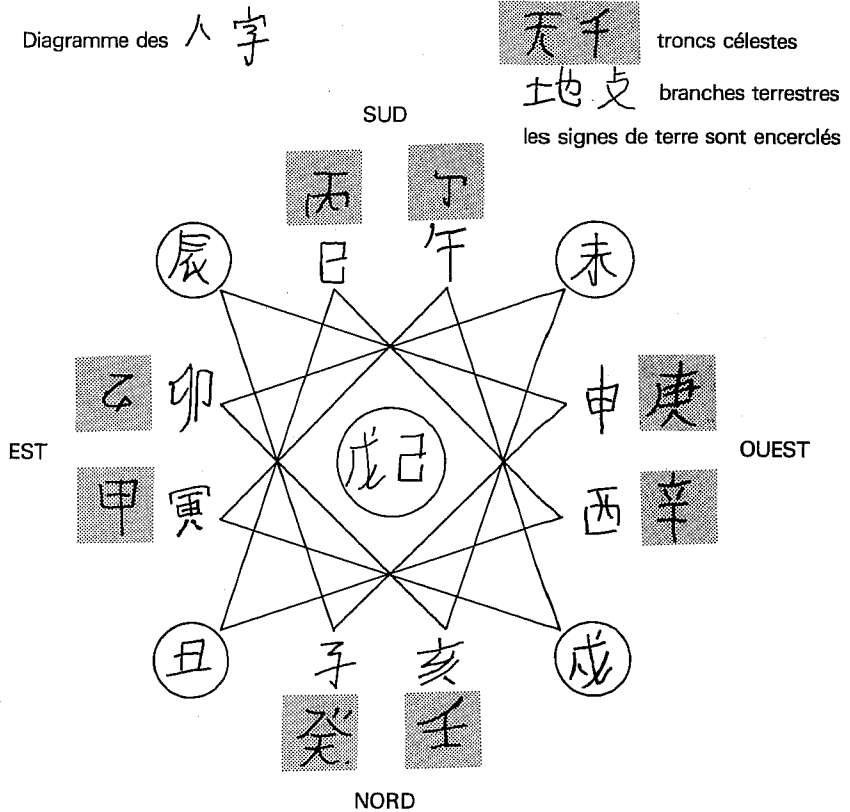 Diagramme des 八字
天干 troncs célestes
地支 branches terrestres
les signes de terre sont encerclés
SUD
丙 丁
辰 巳 午 未
乙 卯 申 庚
EST 戊己 OUEST
甲 寅 酉 辛
丑 子 亥 戌
癸 壬
NORD